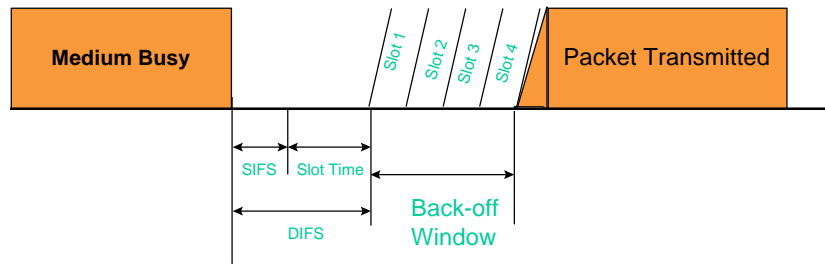 Medium Busy
Slot 1
Slot 2
Slot 3
Slot 4
Packet Transmitted
SIFS
Slot Time
DIFS
Back-off
Window